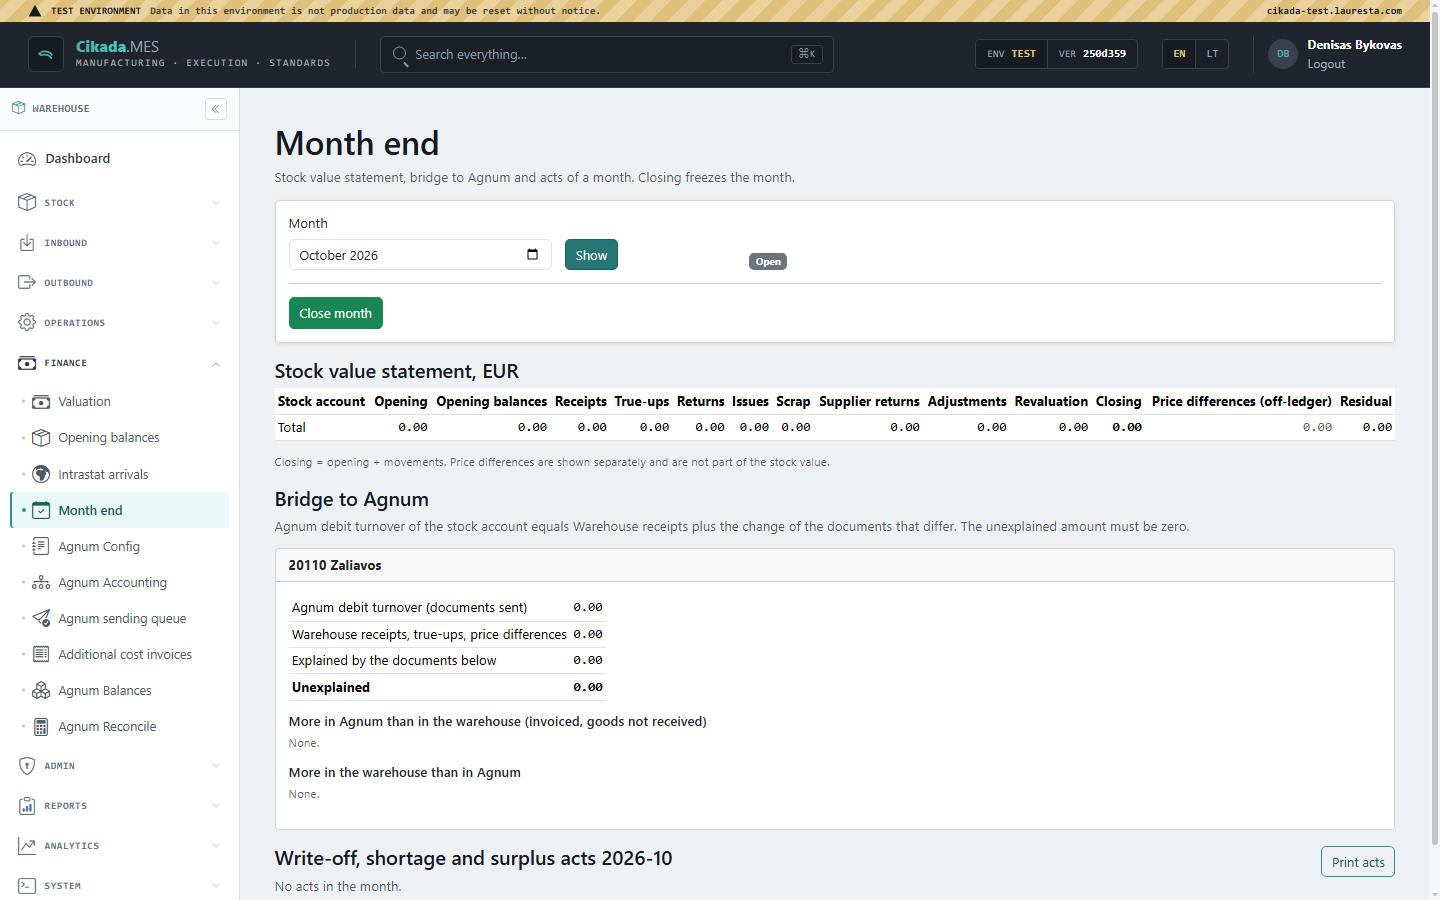 TEST ENVIRONMENT Data in this environment is not production data and may be reset without notice.
cikada-test.lauresta.com
Cikada.MES
MANUFACTURING · EXECUTION · STANDARDS
Search everything...
⌘K
ENV TEST
VER 250d359
EN
LT
DB
Denisas Bykovas
Logout
WAREHOUSE
Dashboard
STOCK
INBOUND
OUTBOUND
OPERATIONS
FINANCE
Valuation
Opening balances
Intrastat arrivals
Month end
Agnum Config
Agnum Accounting
Agnum sending queue
Additional cost invoices
Agnum Balances
Agnum Reconcile
ADMIN
REPORTS
ANALYTICS
SYSTEM
Month end
Stock value statement, bridge to Agnum and acts of a month. Closing freezes the month.
Month
October 2026
Show
Open
Close month
Stock value statement, EUR
Stock account Opening Opening balances Receipts True-ups Returns Issues Scrap Supplier returns Adjustments Revaluation Closing Price differences (off-ledger) Residual
Total 0.00 0.00 0.00 0.00 0.00 0.00 0.00 0.00 0.00 0.00 0.00 0.00 0.00
Closing = opening + movements. Price differences are shown separately and are not part of the stock value.
Bridge to Agnum
Agnum debit turnover of the stock account equals Warehouse receipts plus the change of the documents that differ. The unexplained amount must be zero.
20110 Zaliavos
Agnum debit turnover (documents sent) 0.00
Warehouse receipts, true-ups, price differences 0.00
Explained by the documents below 0.00
Unexplained 0.00
More in Agnum than in the warehouse (invoiced, goods not received)
None.
More in the warehouse than in Agnum
None.
Write-off, shortage and surplus acts 2026-10
Print acts
No acts in the month.